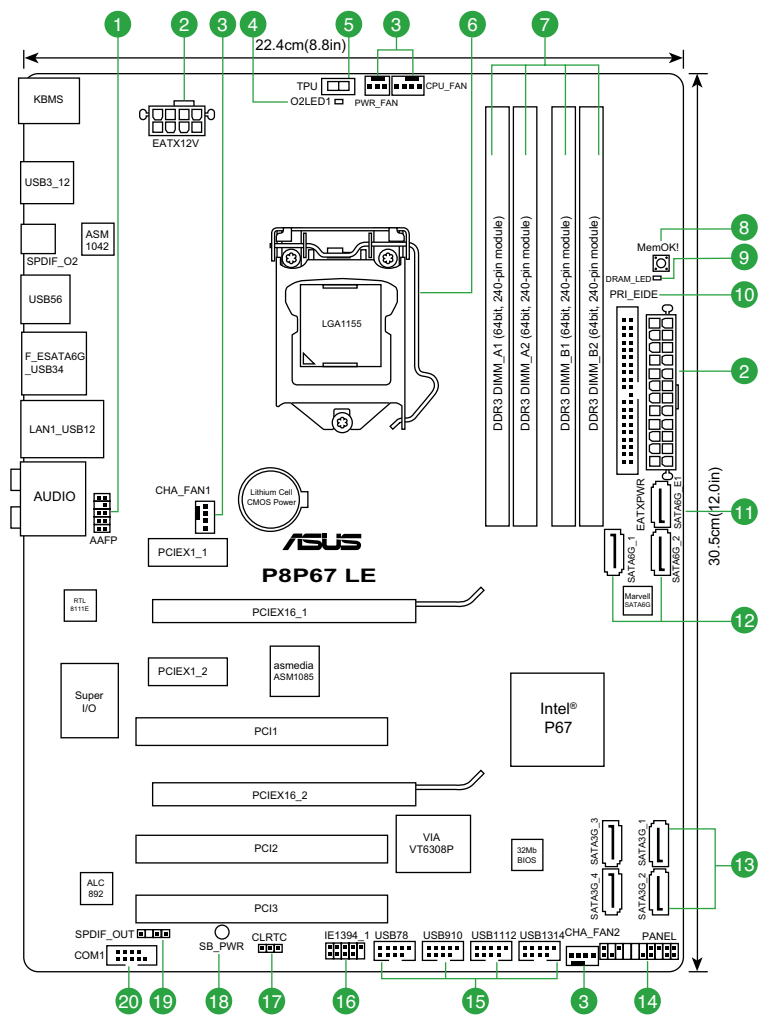 1
2
3
4
5
3
6
7
22.4cm(8.8in)
KBMS
TPU
CPU_FAN
O2LED1
PWR_FAN
EATX12V
USB3_12
ASM
1042
SPDIF_O2
USB56
F_ESATA6G
_USB34
LAN1_USB12
AUDIO
AAFP
LGA1155
DDR3 DIMM_A1 (64bit, 240-pin module)
DDR3 DIMM_A2 (64bit, 240-pin module)
DDR3 DIMM_B1 (64bit, 240-pin module)
DDR3 DIMM_B2 (64bit, 240-pin module)
8
MemOK!
9
DRAM_LED
PRI_EIDE
10
2
30.5cm(12.0in)
CHA_FAN1
Lithium Cell
CMOS Power
EATXPWR
SATA6G_E1
11
SATA6G_1
SATA6G_2
PCIEX1_1
ASUS
P8P67 LE
RTL
8111E
Marvell
SATA6G
12
PCIEX16_1
PCIEX1_2
asmedia
ASM1085
Super
I/O
Intel®
P67
PCI1
PCIEX16_2
VIA
VT6308P
PCI2
32Mb
BIOS
SATA3G_3
SATA3G_1
13
SATA3G_4
SATA3G_2
ALC
892
PCI3
SPDIF_OUT
COM1
SB_PWR
CLRTC
IE1394_1
USB78
USB910
USB1112
USB1314
CHA_FAN2
PANEL
20
19
18
17
16
15
3
14